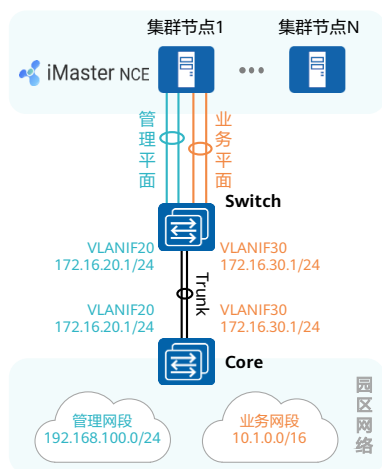 集群节点1
集群节点N
iMaster NCE
管理平面
业务平面
Switch
VLANIF20
172.16.20.1/24
VLANIF30
172.16.30.1/24
Trunk
VLANIF20
172.16.20.1/24
VLANIF30
172.16.30.1/24
Core
园区网络
管理网段
192.168.100.0/24
业务网段
10.1.0.0/16